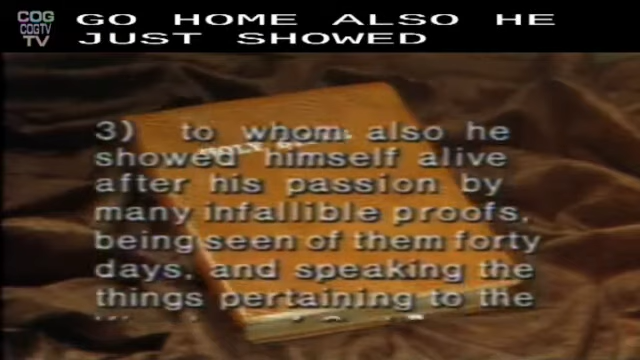 COG
COGTV
TV
GO HOME ALSO HE
JUST SHOWED
3) to whom also he
showed himself alive
after his passion by
many infallible proofs,
being seen of them forty
days, and speaking the
things pertaining to the
HOLY